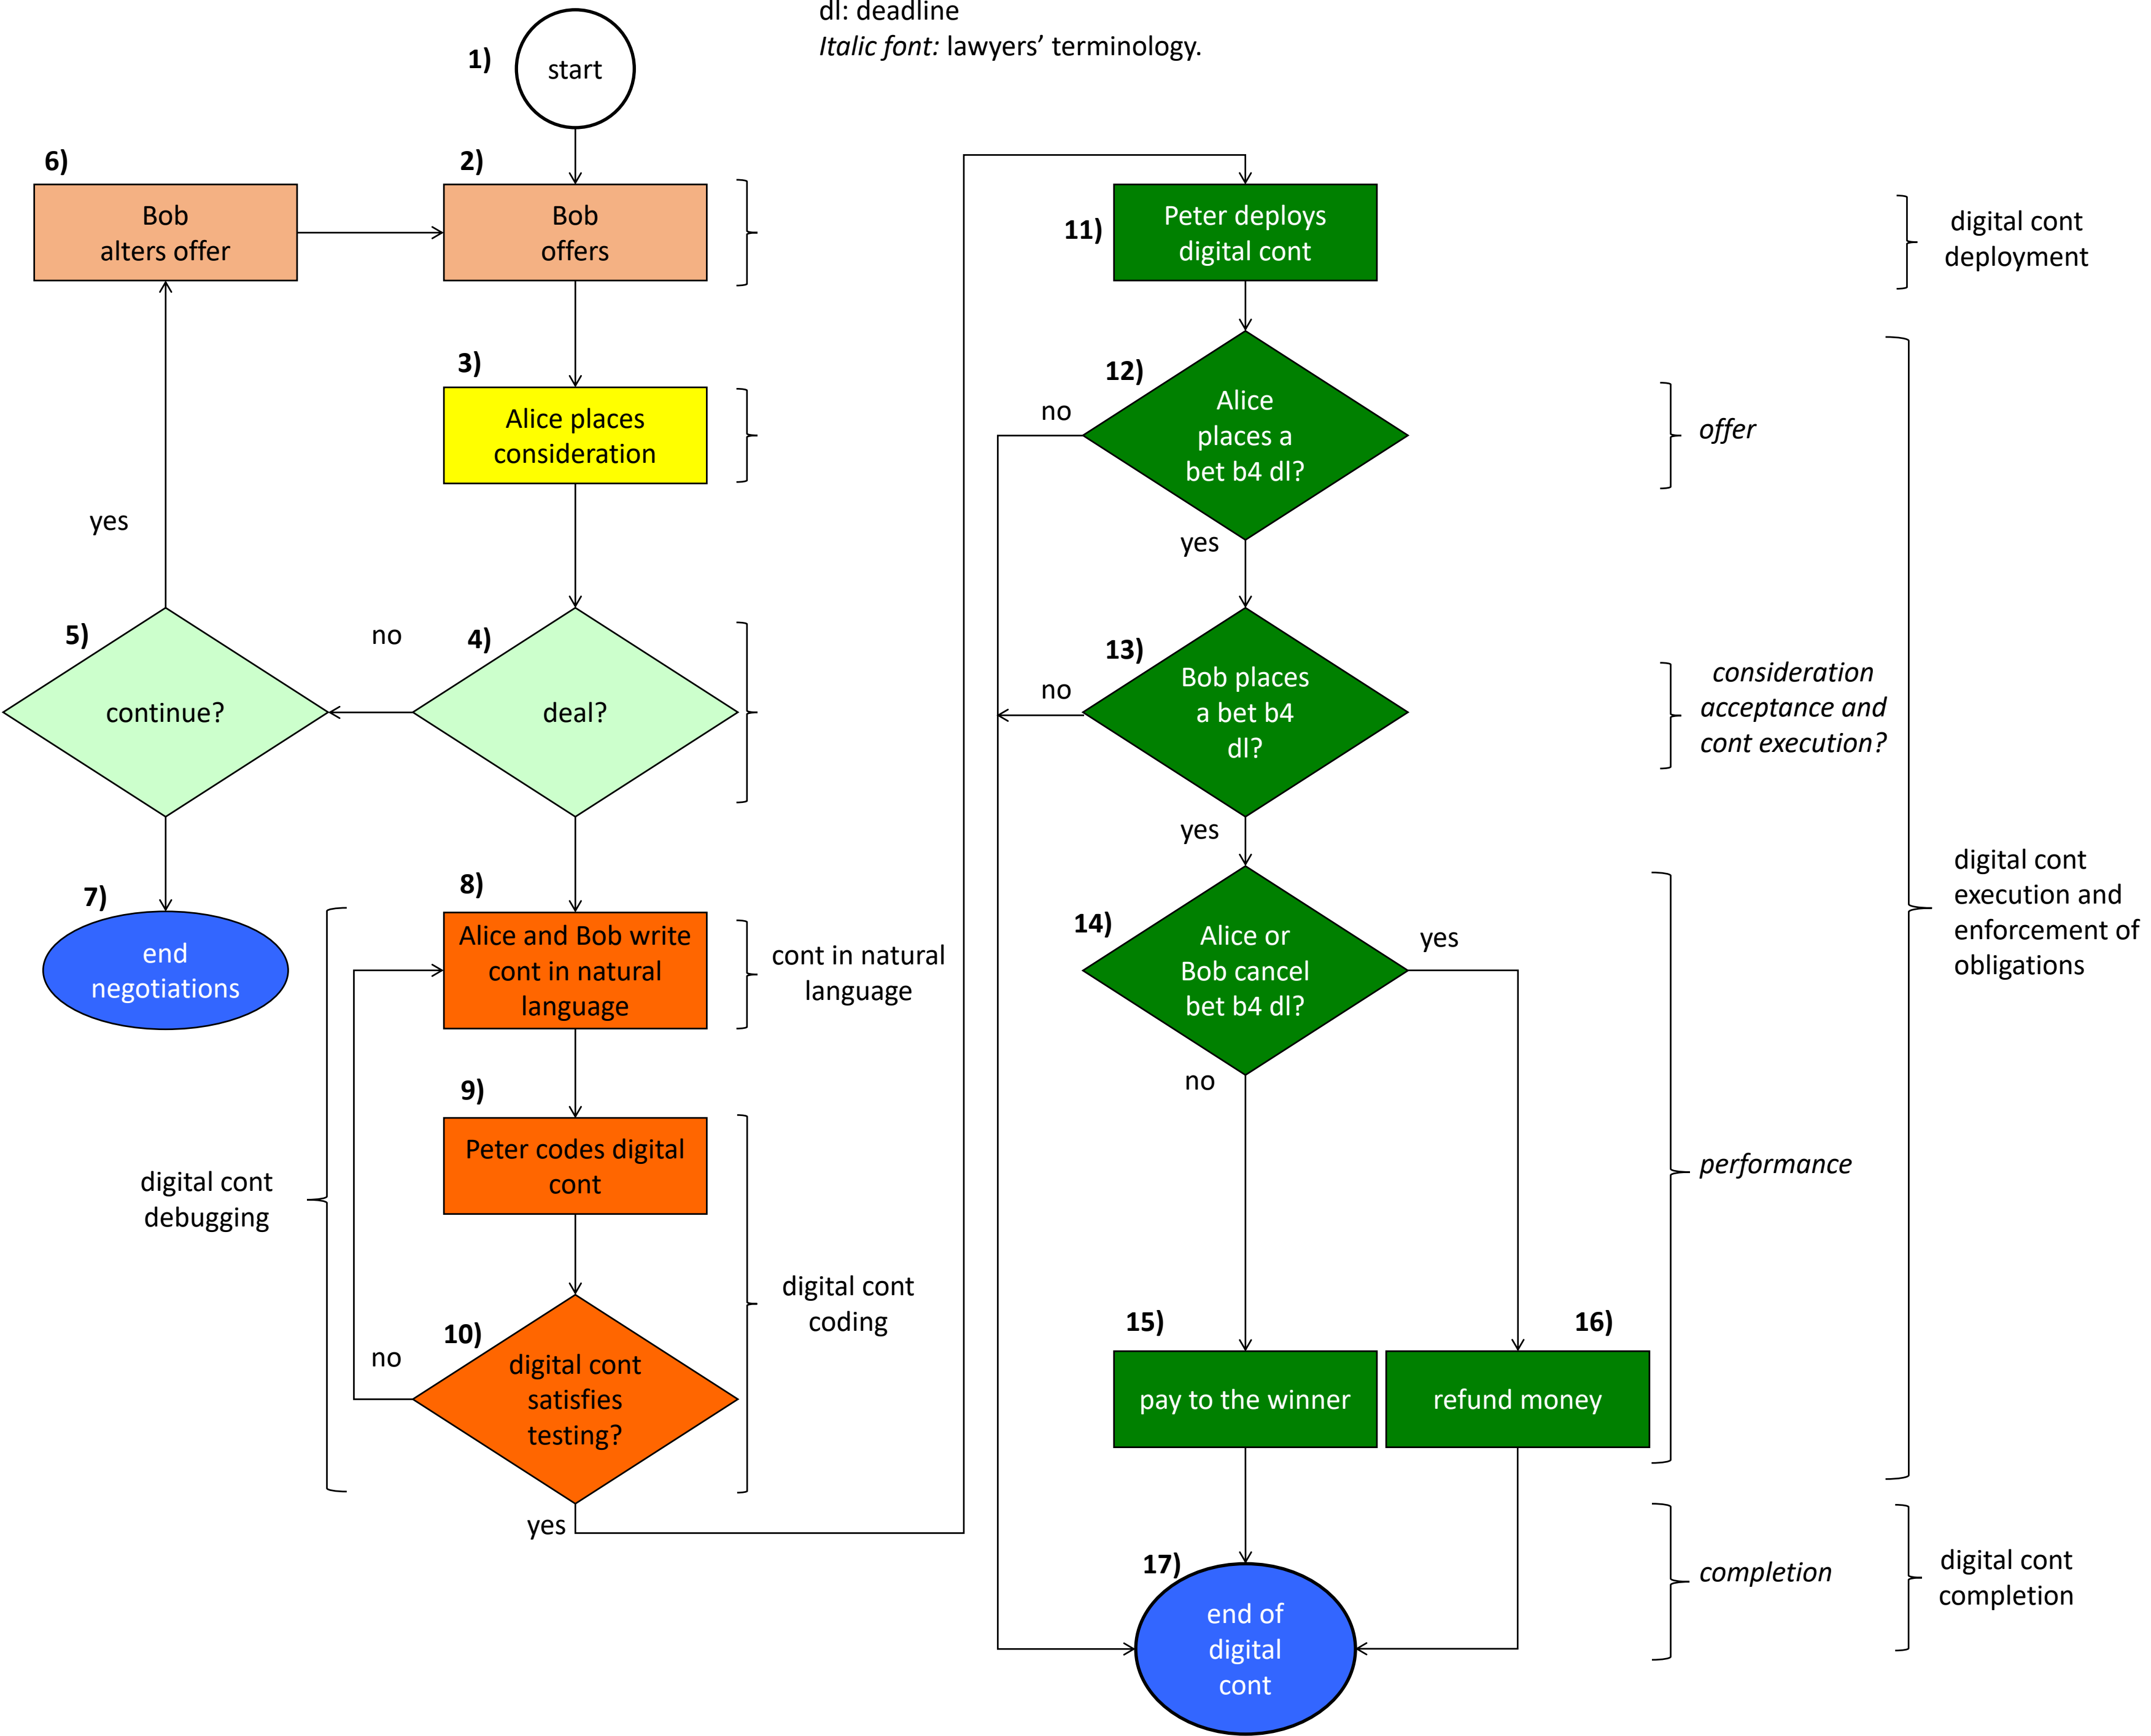 dl: deadline
Italic font: lawyers’ terminology.
1)
start
6)
Bob
alters offer
2)
Bob
offers
3)
Alice places
consideration
yes
5)
continue?
no
4)
deal?
7)
end
negotiations
8)
Alice and Bob write
cont in natural
language
cont in natural
language
9)
Peter codes digital
cont
digital cont
debugging
digital cont
coding
10)
no
digital cont
satisfies
testing?
yes
11)
Peter deploys
digital cont
digital cont
deployment
12)
no
Alice
places a
bet b4 dl?
offer
yes
13)
no
Bob places
a bet b4
dl?
consideration
acceptance and
cont execution?
yes
digital cont
execution and
enforcement of
obligations
14)
Alice or
Bob cancel
bet b4 dl?
yes
no
performance
15)
pay to the winner
16)
refund money
17)
end of
digital
cont
completion
digital cont
completion